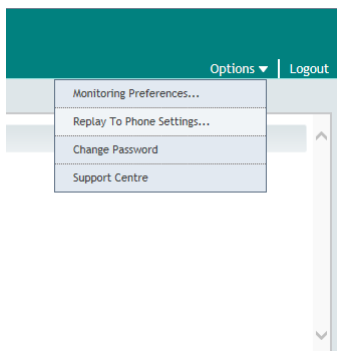 Options ▼ | Logout
Monitoring Preferences...
Replay To Phone Settings...
Change Password
Support Centre